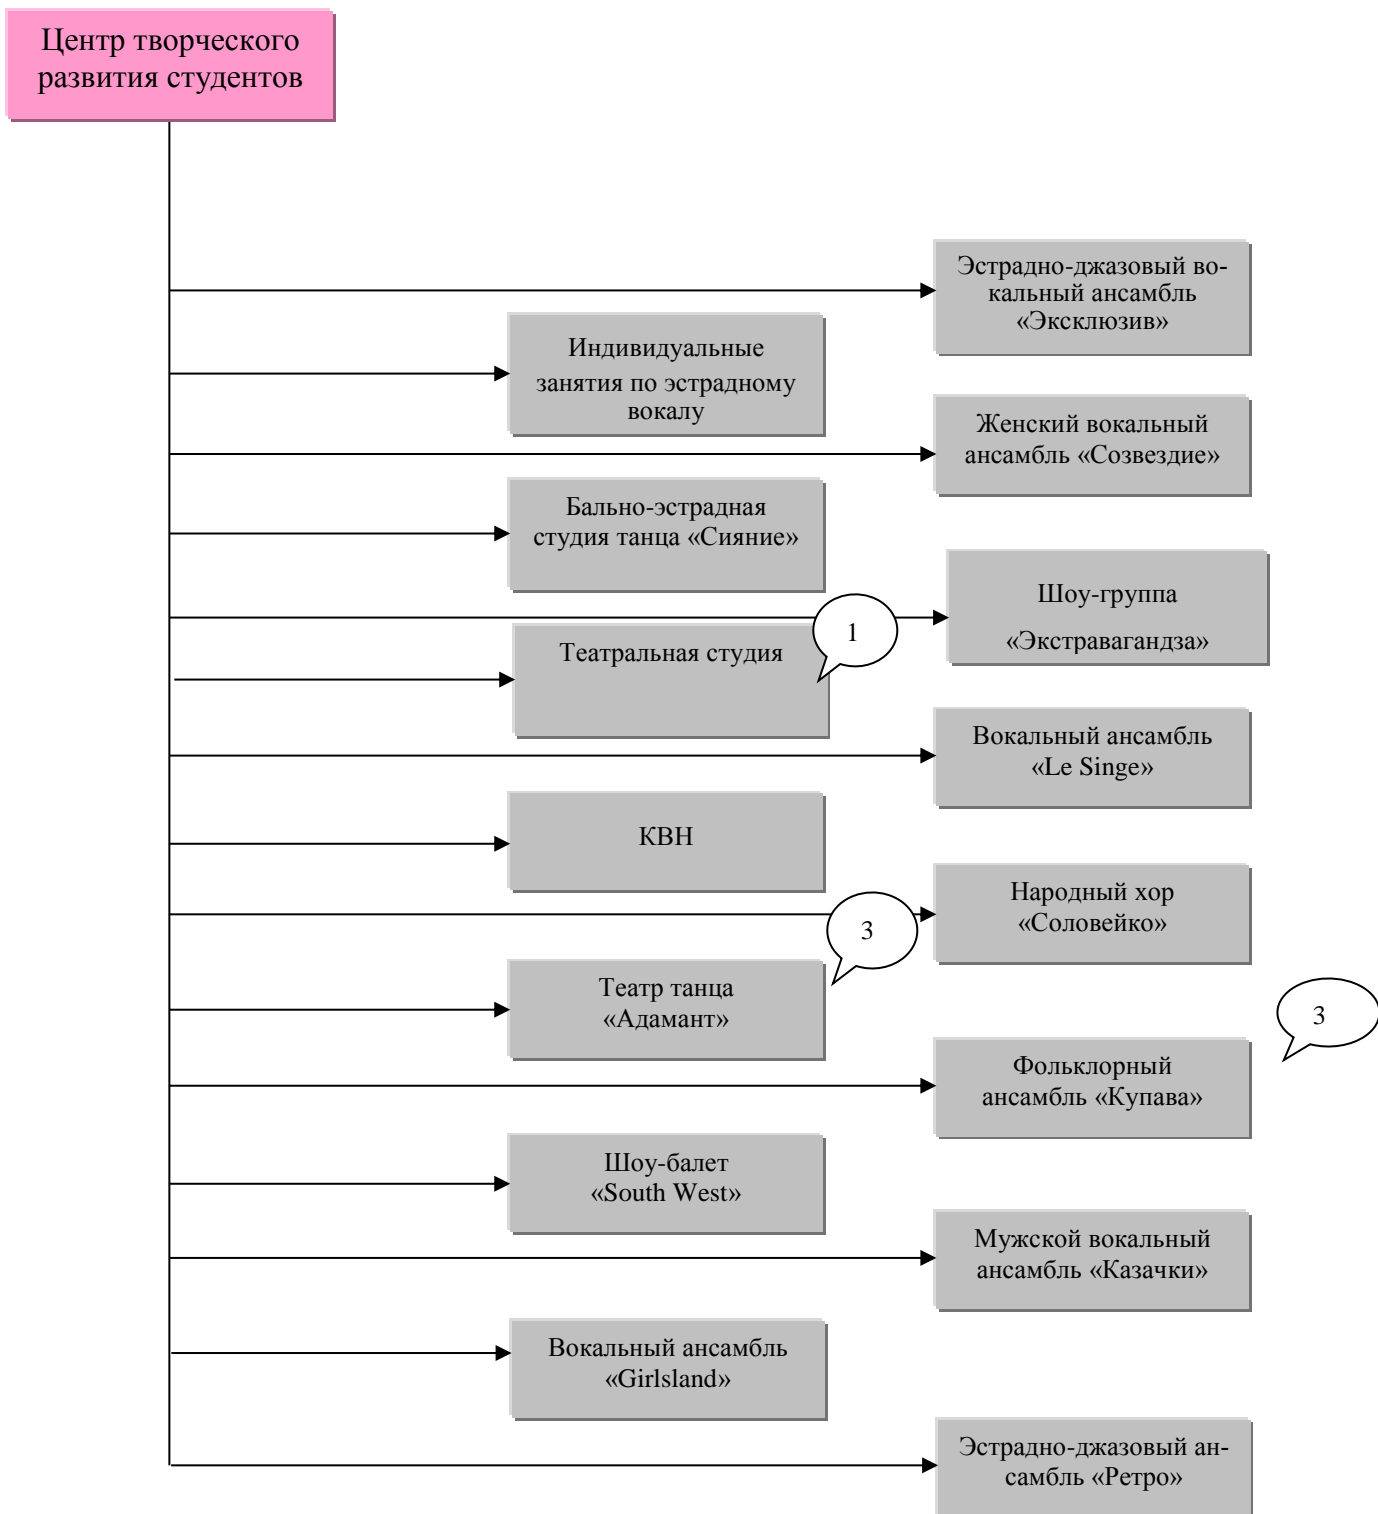 Центр творческого
развития студентов
Эстрадно-джазовый во-
кальный ансамбль
«Эксклюзив»
Индивидуальные
занятия по эстрадному
вокалу
Женский вокальный
ансамбль «Созвездие»
Бально-эстрадная
студия танца «Сияние»
Шоу-группа
«Экстравагандза»
1
Театральная студия
Вокальный ансамбль
«Le Singe»
КВН
Народный хор
«Соловейко»
3
Театр танца
«Адамант»
3
Фольклорный
ансамбль «Купава»
Шоу-балет
«South West»
Мужской вокальный
ансамбль «Казачки»
Вокальный ансамбль
«Girlsland»
Эстрадно-джазовый ан-
самбль «Ретро»